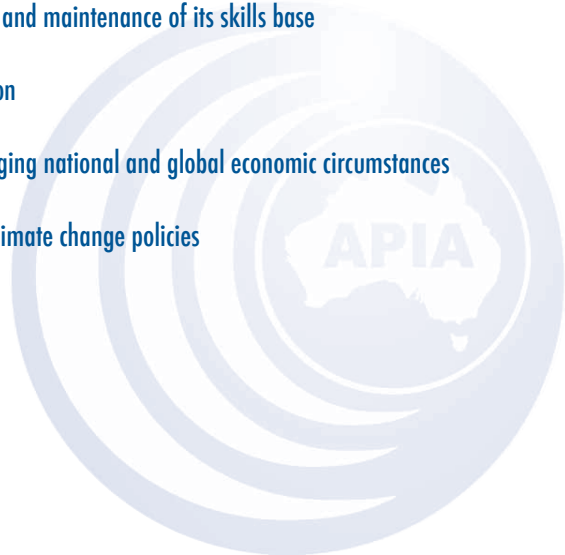 and maintenance of its skills base
on
ging national and global economic circumstances
imate change policies
APIA